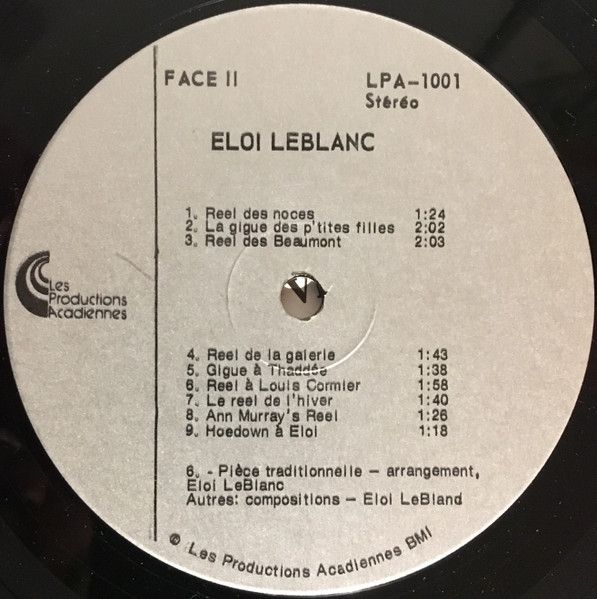 FACE II
LPA-1001
Stéréo
ELOI LEBLANC
1. Reel des noces 1:24
2. La gigue des p'tites filles 2:02
3. Reel des Beaumont 2:03
Les
Productions
Acadiennes
4. Reel de la galerie 1:43
5. Gigue à Thaddée 1:38
6. Reel à Louis Cormier 1:58
7. Le reel de l'hiver 1:40
8. Ann Murray's Reel 1:26
9. Hoedown à Eloi 1:18
6. - Pièce traditionnelle — arrangement,
Eloi LeBlanc
Autres: compositions — Eloi LeBland
© Les Productions Acadiennes BMI